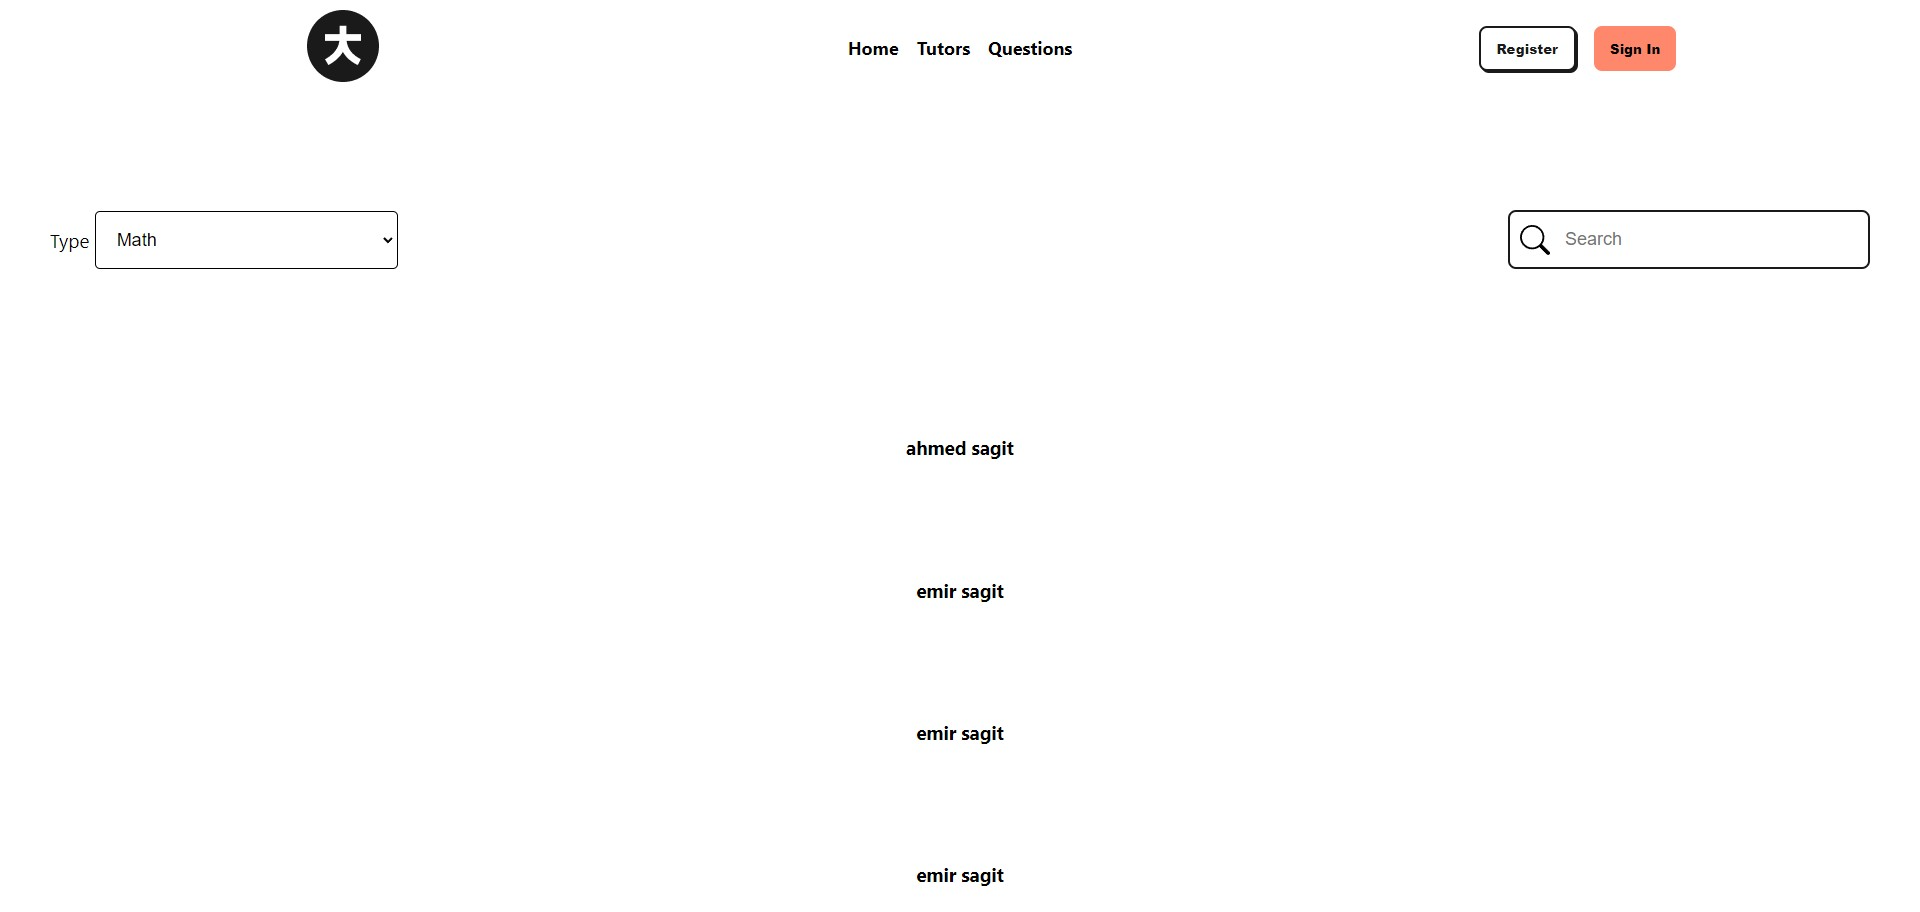 大
Home Tutors Questions
Register
Sign In
Type
Math
Search
ahmed sagit
emir sagit
emir sagit
emir sagit